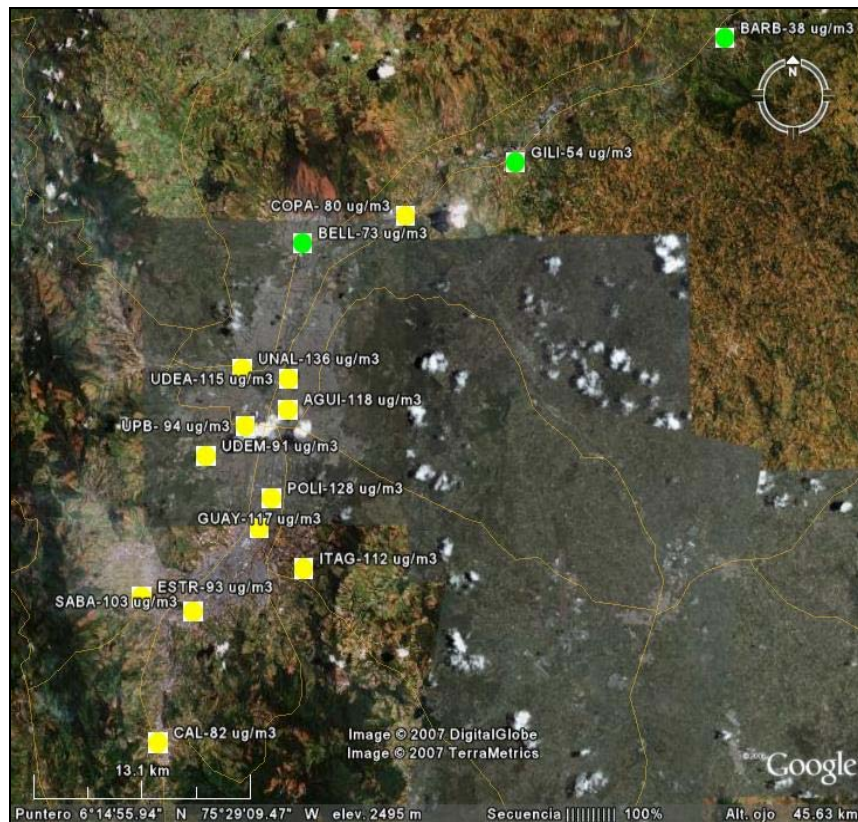 BARB-38 ug/m3
N
GILI-54 ug/m3
COPA- 80 ug/m3
BELL-73 ug/m3
UNAL-136 ug/m3
UDEA-115 ug/m3
AGUI-118 ug/m3
UPB- 94 ug/m3
UDEM-91 ug/m3
POLI-128 ug/m3
GUAY-117 ug/m3
ITAG-112 ug/m3
ESTR-93 ug/m3
SABA-103 ug/m3
CAL-82 ug/m3
13.1 km
Image © 2007 DigitalGlobe
Image © 2007 TerraMetrics
Google
Puntero 6°14'55.94" N 75°29'09.47" W elev. 2495 m Secuencia |||||||||| 100% Alt. ojo 45.63 km